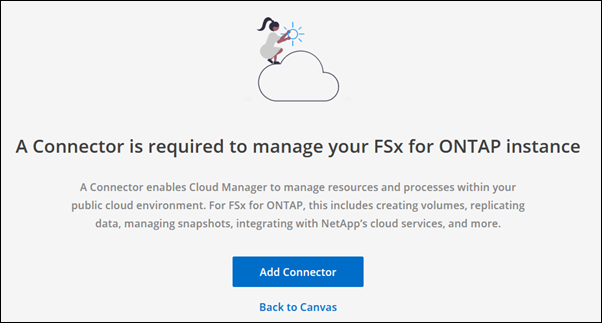 A Connector is required to manage your FSx for ONTAP instance
A Connector enables Cloud Manager to manage resources and processes within your
public cloud environment. For FSx for ONTAP, this includes creating volumes, replicating
data, managing snapshots, integrating with NetApp's cloud services, and more.
Add Connector
Back to Canvas